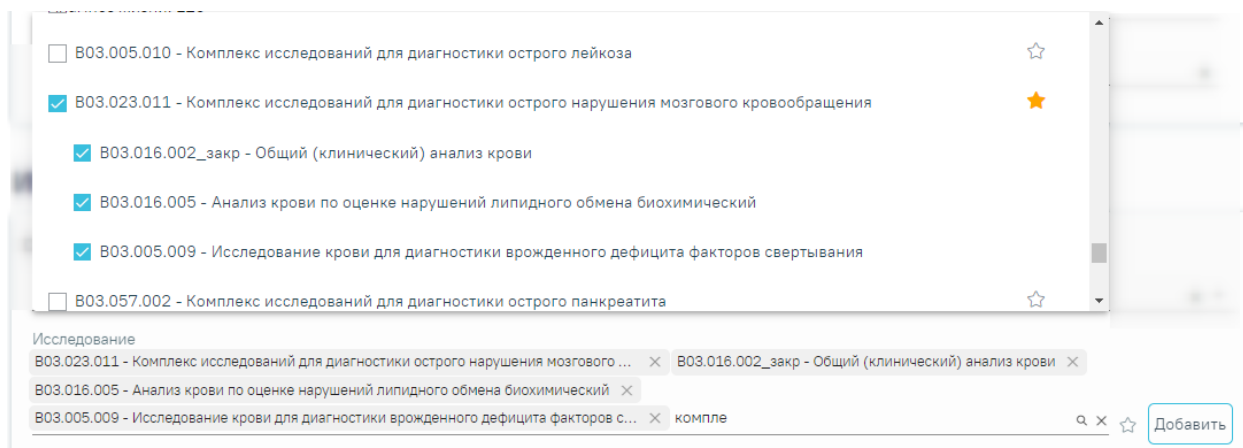 B03.005.010 - Комплекс исследований для диагностики острого лейкоза
B03.023.011 - Комплекс исследований для диагностики острого нарушения мозгового кровообращения
B03.016.002_закр - Общий (клинический) анализ крови
B03.016.005 - Анализ крови по оценке нарушений липидного обмена биохимический
B03.005.009 - Исследование крови для диагностики врожденного дефицита факторов свертывания
B03.057.002 - Комплекс исследований для диагностики острого панкреатита
Исследование
B03.023.011 - Комплекс исследований для диагностики острого нарушения мозгового ... B03.016.002_закр - Общий (клинический) анализ крови
B03.016.005 - Анализ крови по оценке нарушений липидного обмена биохимический
B03.005.009 - Исследование крови для диагностики врожденного дефицита факторов с... компле
Добавить